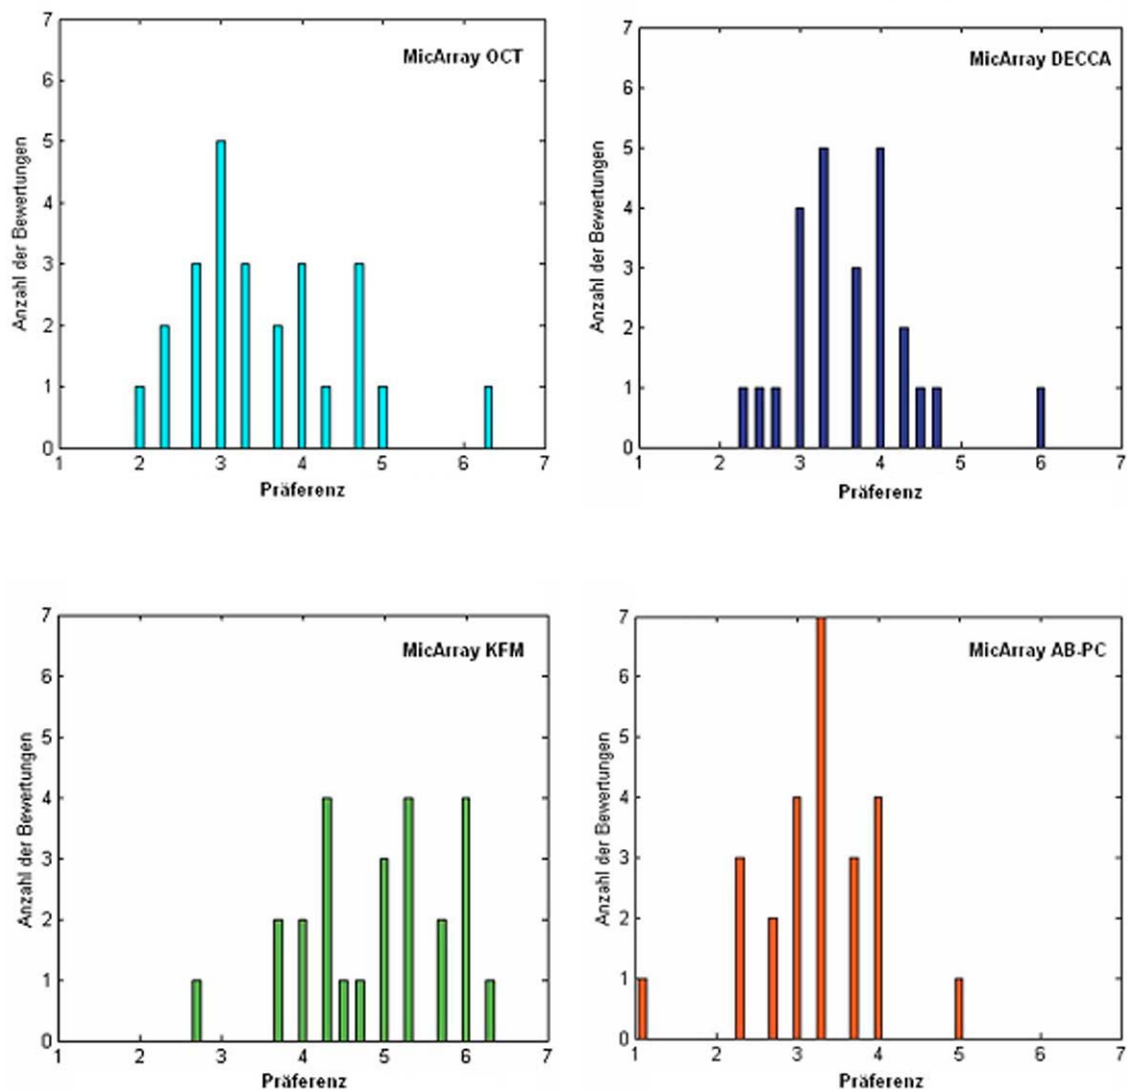 7
MicArray OCT
6
5
4
3
2
1
0
Anzahl der Bewertungen
1 2 3 4 5 6 7
Präferenz
7
MicArray DECCA
6
5
4
3
2
1
0
Anzahl der Bewertungen
1 2 3 4 5 6 7
Präferenz
7
MicArray KFM
6
5
4
3
2
1
0
Anzahl der Bewertungen
1 2 3 4 5 6 7
Präferenz
7
MicArray AB-PC
6
5
4
3
2
1
0
Anzahl der Bewertungen
1 2 3 4 5 6 7
Präferenz